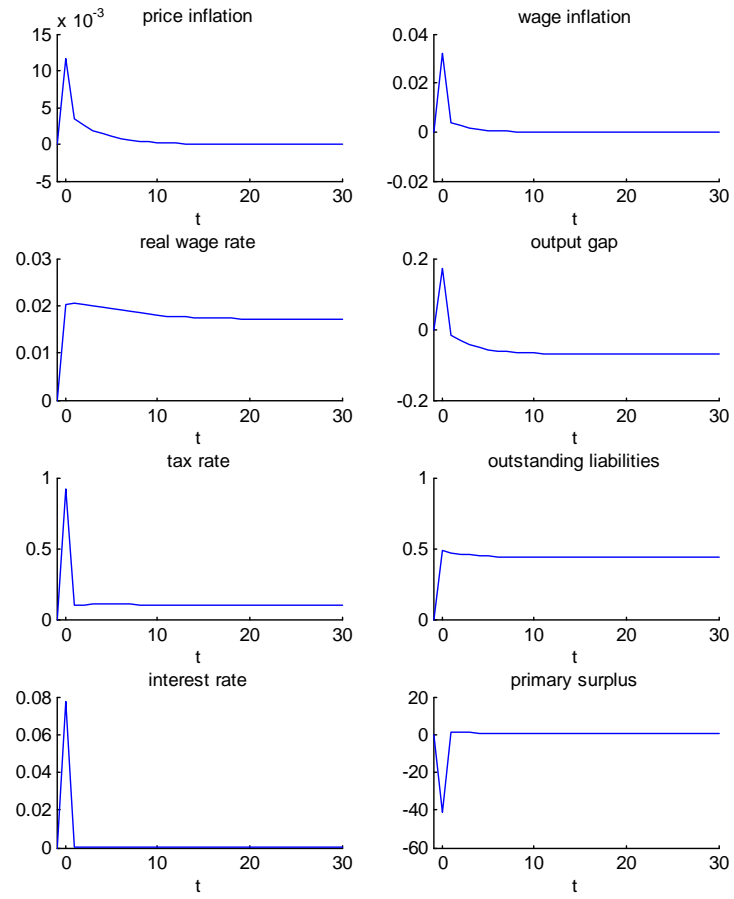 price inflation
x 10^-3
15
10
5
0
-5
0 10 20 30
t
wage inflation
0.04
0.02
0
-0.02
0 10 20 30
t
real wage rate
0.03
0.02
0.01
0
0 10 20 30
t
output gap
0.2
0
-0.2
0 10 20 30
t
tax rate
1
0.5
0
0 10 20 30
t
outstanding liabilities
1
0.5
0
0 10 20 30
t
interest rate
0.08
0.06
0.04
0.02
0
0 10 20 30
t
primary surplus
20
0
-20
-40
-60
0 10 20 30
t